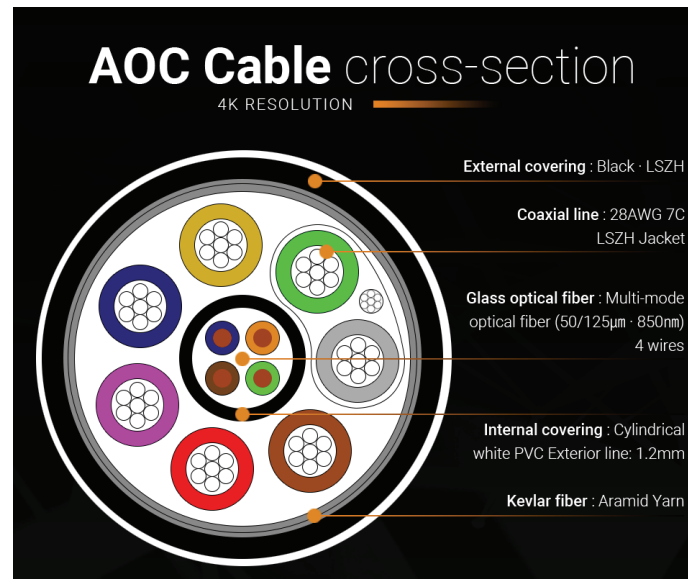 AOC Cable cross-section
4K RESOLUTION
External covering : Black · LSZH
Coaxial line : 28AWG 7C
LSZH Jacket
Glass optical fiber : Multi-mode
optical fiber (50/125㎛ · 850㎚)
4 wires
Internal covering : Cylindrical
white PVC Exterior line: 1.2mm
Kevlar fiber : Aramid Yarn